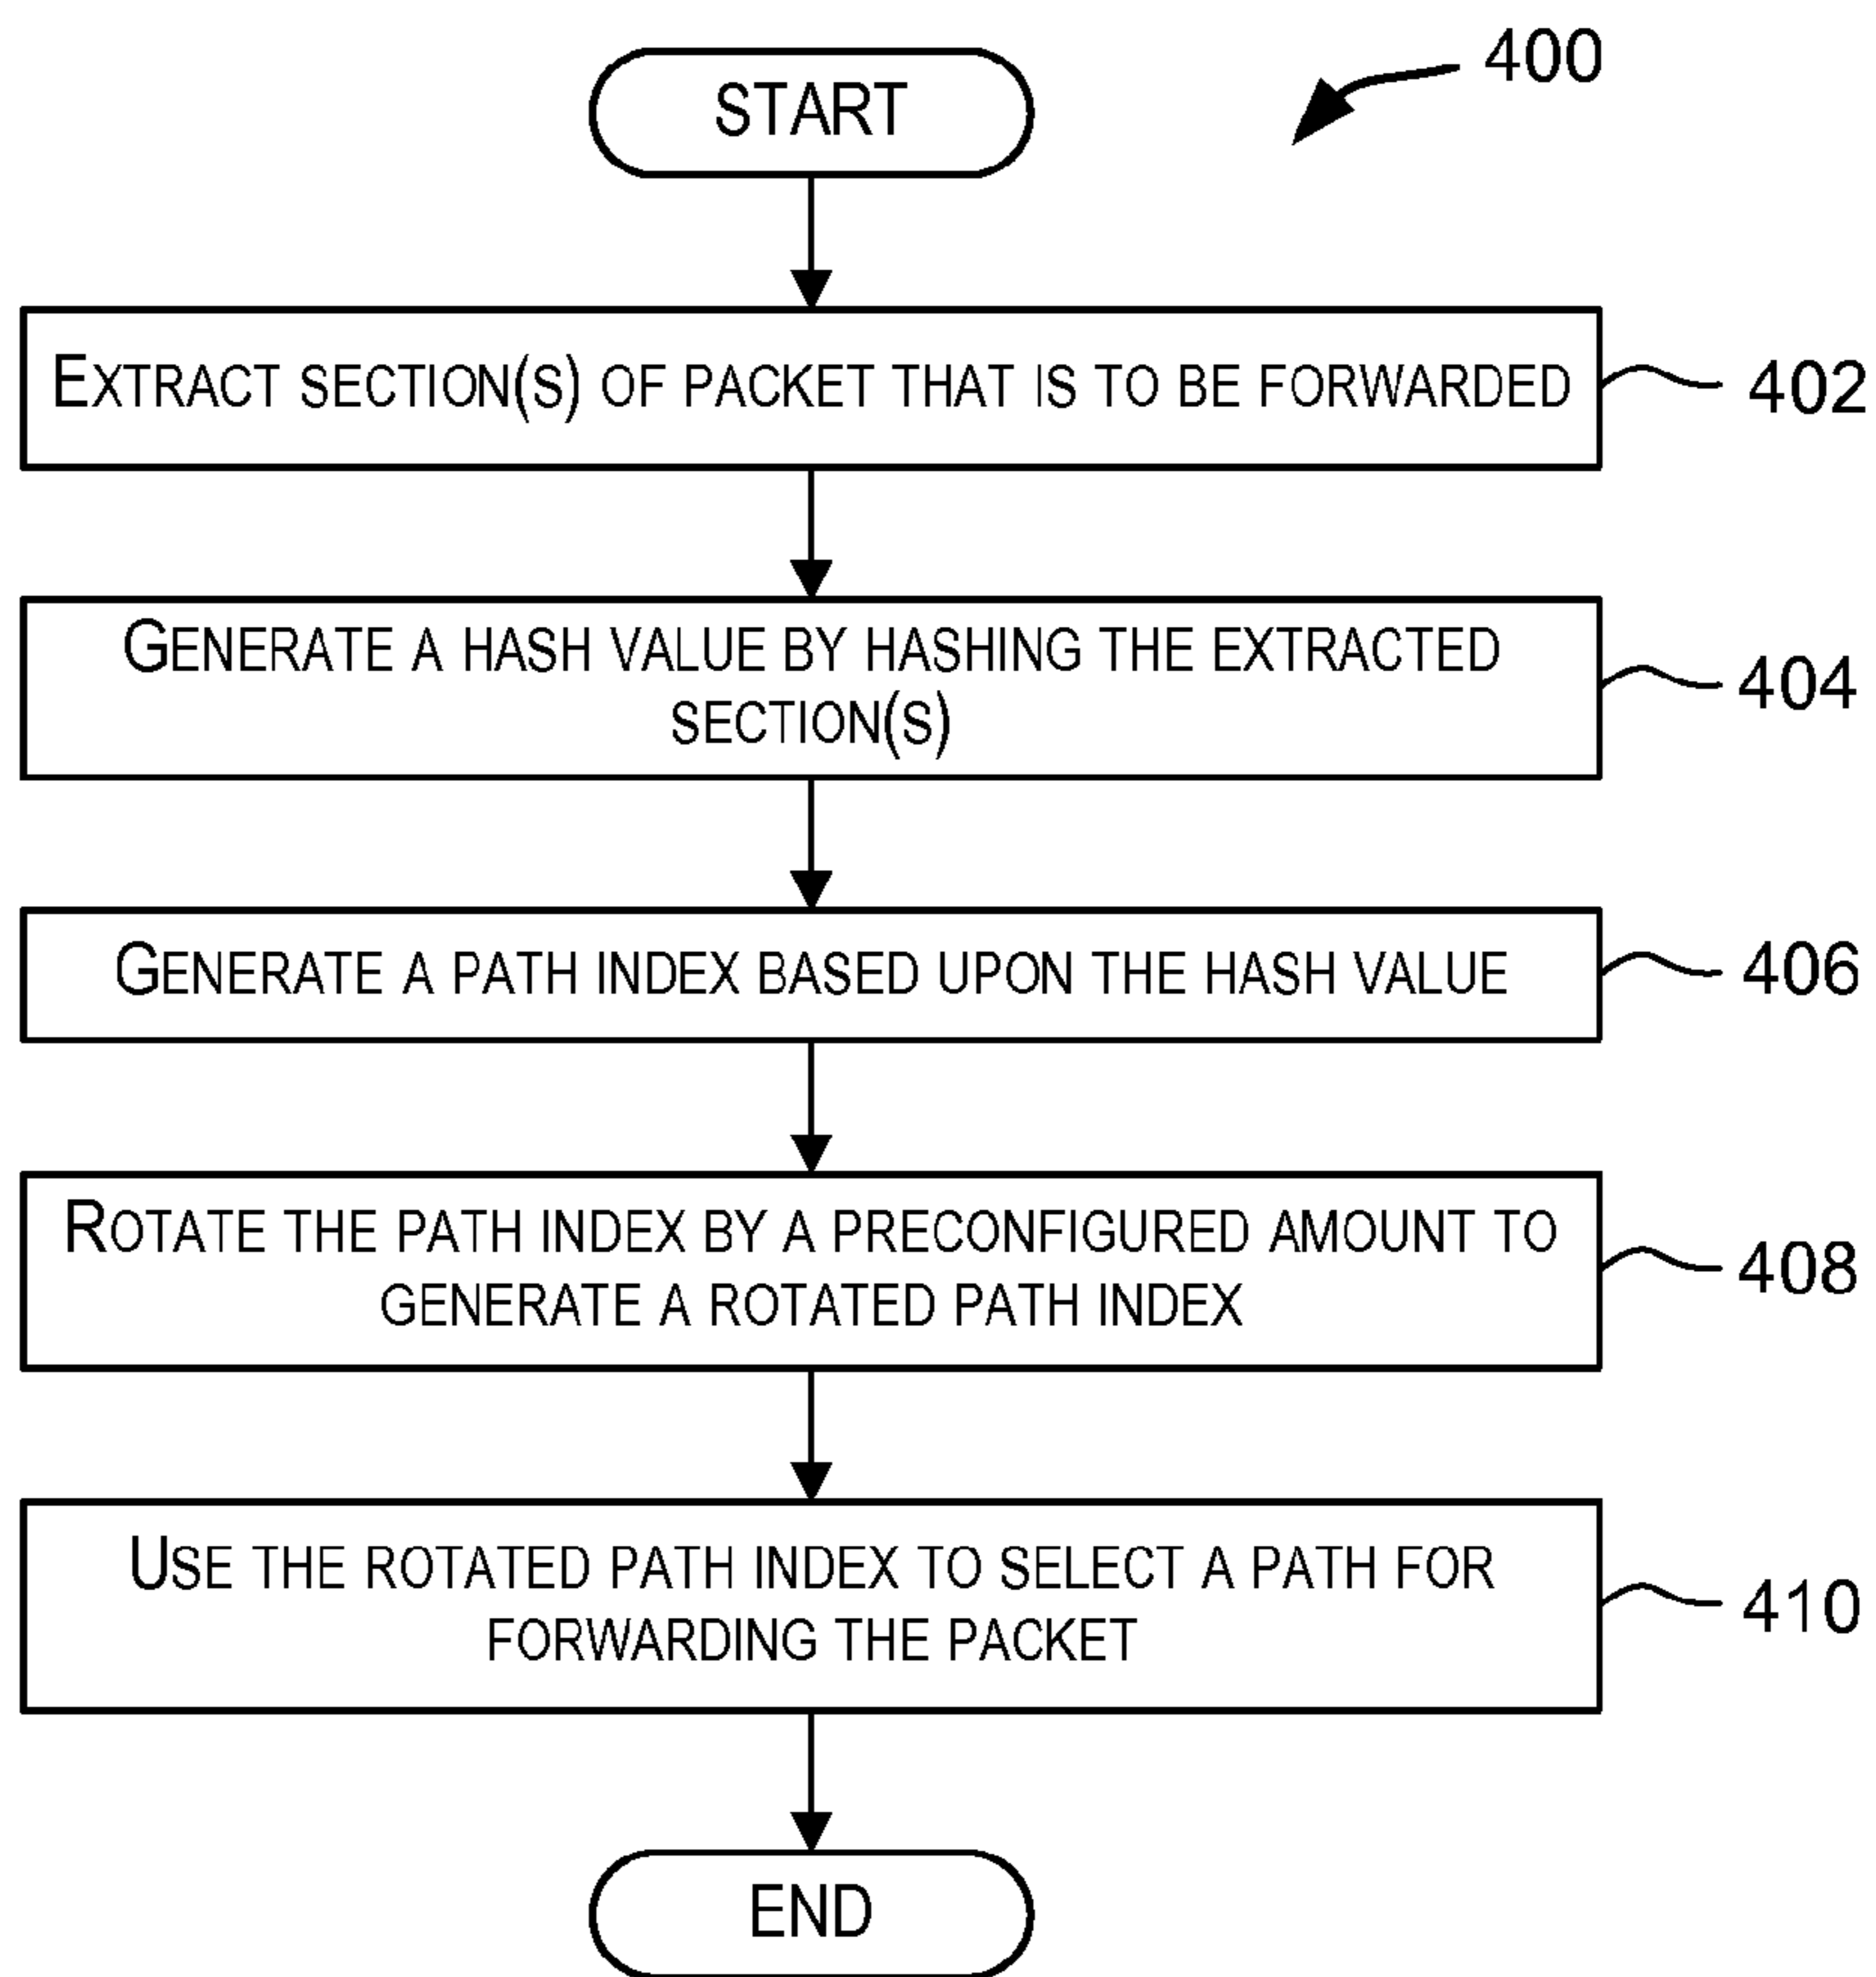 START
400
EXTRACT SECTION(S) OF PACKET THAT IS TO BE FORWARDED
402
GENERATE A HASH VALUE BY HASHING THE EXTRACTED
SECTION(S)
404
GENERATE A PATH INDEX BASED UPON THE HASH VALUE
406
ROTATE THE PATH INDEX BY A PRECONFIGURED AMOUNT TO
GENERATE A ROTATED PATH INDEX
408
USE THE ROTATED PATH INDEX TO SELECT A PATH FOR
FORWARDING THE PACKET
410
END